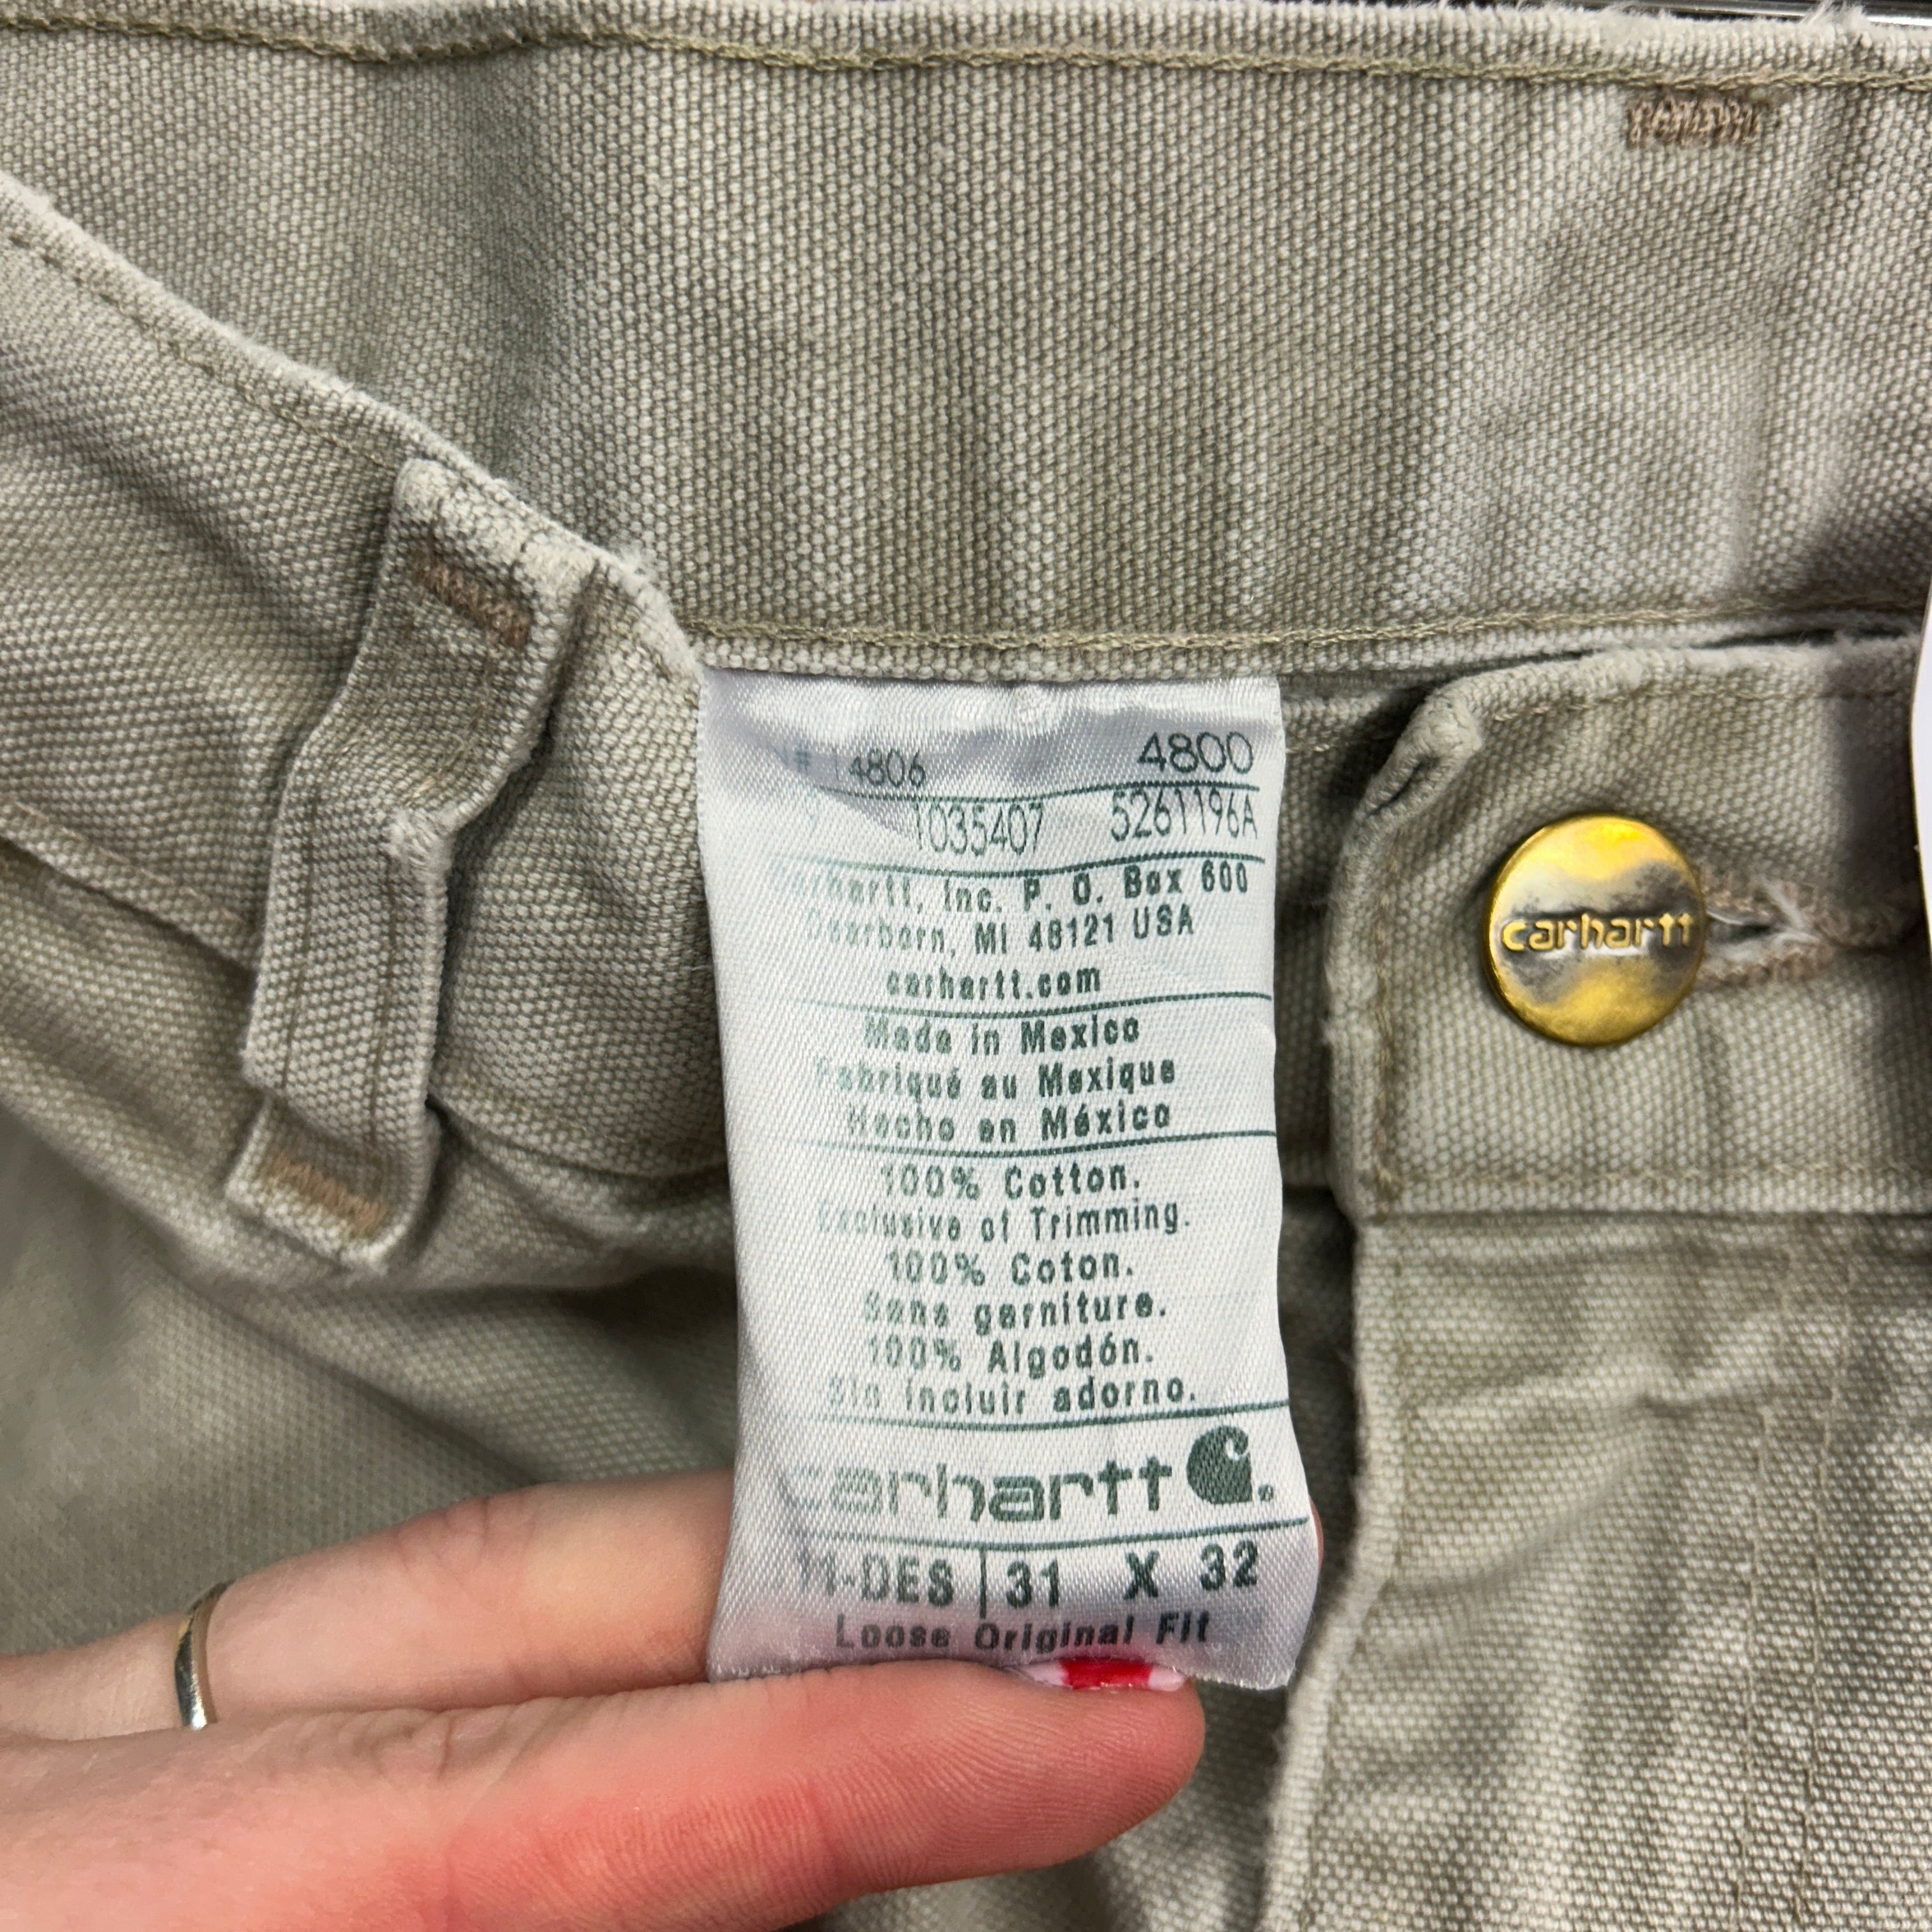 14806 4800
1035407 5261196A
Carhartt, Inc. P. O. Box 600
Dearborn, MI 48121 USA
carhartt.com
Made in Mexico
Fabriqué au Mexique
Hecho en México
100% Cotton.
Exclusive of Trimming.
100% Coton.
Sans garniture.
100% Algodón.
Sin incluir adorno.
carhartt
-DES 31 X 32
Loose Original Fit
carhartt